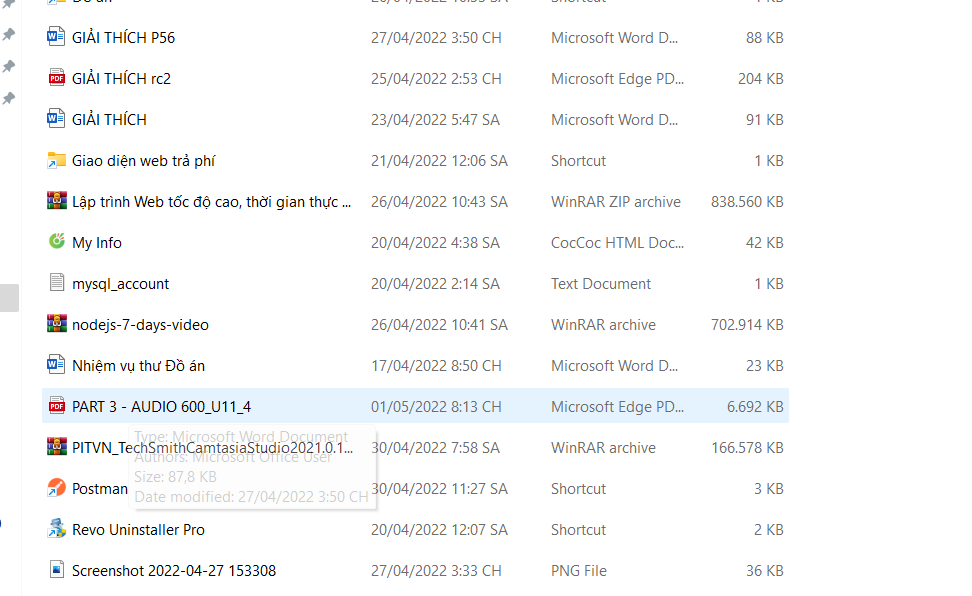 GIẢI THÍCH P56 27/04/2022 3:50 CH Microsoft Word D... 88 KB
GIẢI THÍCH rc2 25/04/2022 2:53 CH Microsoft Edge PD... 204 KB
GIẢI THÍCH 23/04/2022 5:47 SA Microsoft Word D... 91 KB
Giao diện web trả phí 21/04/2022 12:06 SA Shortcut 1 KB
Lập trình Web tốc độ cao, thời gian thực ... 26/04/2022 10:43 SA WinRAR ZIP archive 838.560 KB
My Info 20/04/2022 4:38 SA CocCoc HTML Doc... 42 KB
mysql_account 20/04/2022 2:14 SA Text Document 1 KB
nodejs-7-days-video 26/04/2022 10:41 SA WinRAR archive 702.914 KB
Nhiệm vụ thư Đồ án 17/04/2022 8:50 CH Microsoft Word D... 23 KB
PART 3 - AUDIO 600_U11_4 01/05/2022 8:13 CH Microsoft Edge PD... 6.692 KB
Type: Microsoft Word Document
PITVN_TechSmithCamtasiaStudio2021.0.1... 30/04/2022 7:58 SA WinRAR archive 166.578 KB
Authors: Microsoft Office User
Size: 87,8 KB
Postman 30/04/2022 11:27 SA Shortcut 3 KB
Date modified: 27/04/2022 3:50 CH
Revo Uninstaller Pro 20/04/2022 12:07 SA Shortcut 2 KB
Screenshot 2022-04-27 153308 27/04/2022 3:33 CH PNG File 36 KB